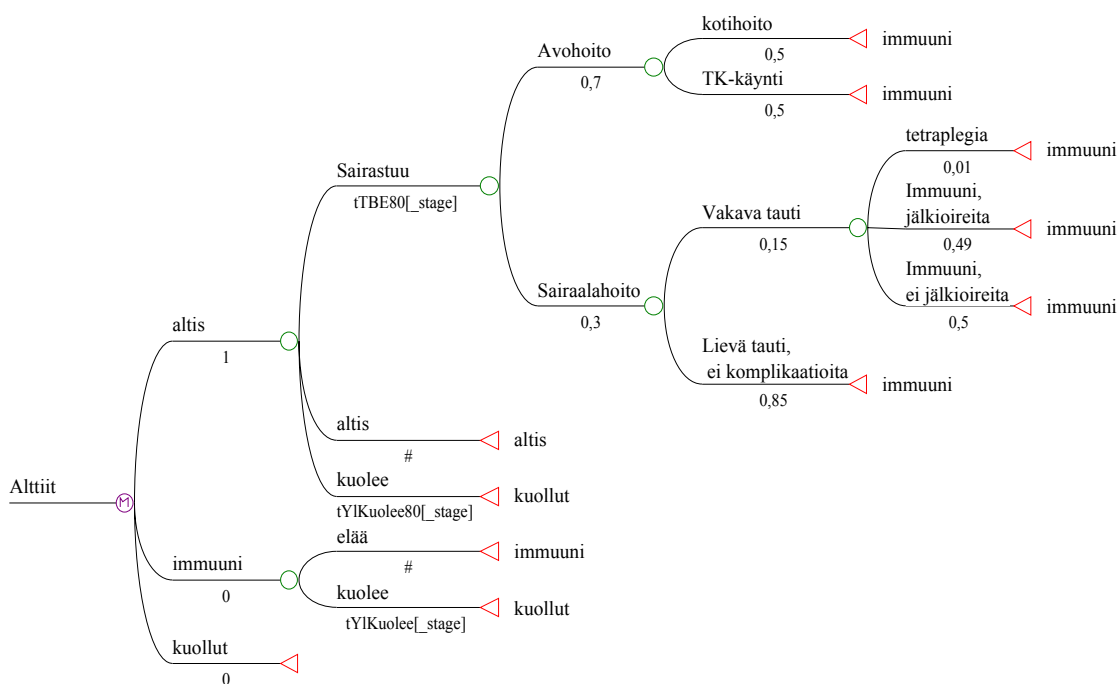 kotihoito
0,5
immuuni
Avohoito
0,7
TK-käynti
0,5
immuuni
Sairastuu
tTBE80[_stage]
tetraplegia
0,01
immuuni
Vakava tauti
0,15
Immuuni,
jälkioireita
0,49
immuuni
Sairaalahoito
0,3
Immuuni,
ei jälkioireita
0,5
immuuni
Lievä tauti,
ei komplikaatioita
0,85
immuuni
altis
1
altis
#
altis
kuolee
tYlKuolee80[_stage]
kuollut
Alttiit
M
immuuni
0
elää
#
immuuni
kuolee
tYlKuolee[_stage]
kuollut
kuollut
0